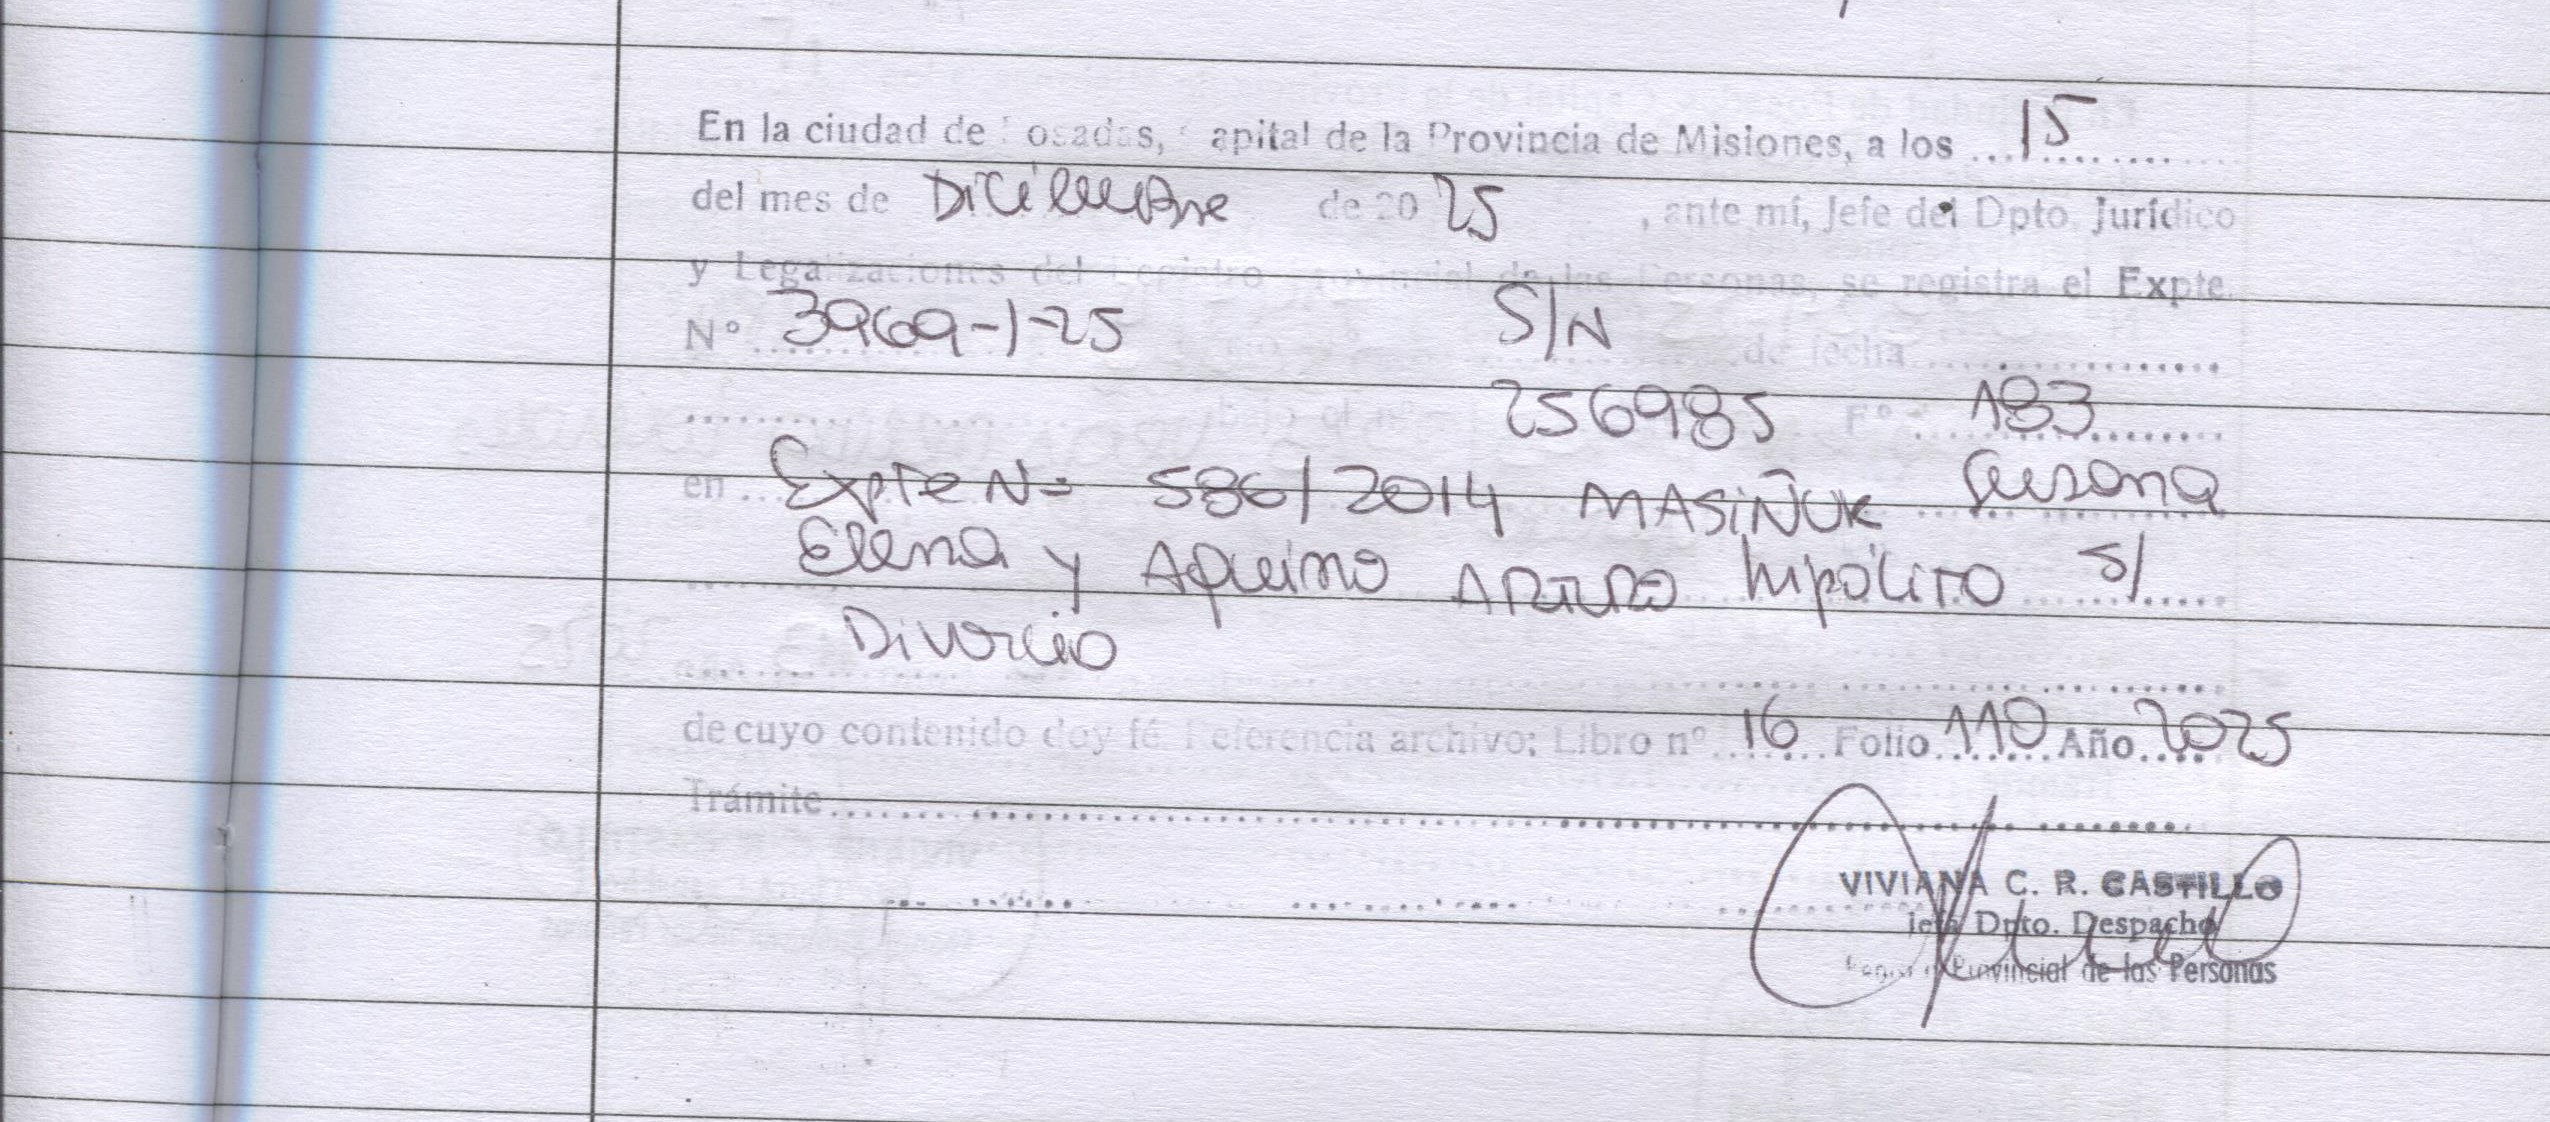 En la ciudad de Posadas, Capital de la Provincia de Misiones, a los ... 15 ...
del mes de Diciembre de 2025, ante mí, Jefe del Dpto. Jurídico
y Legalizaciones del Registro Provincial de las Personas, se registra el Expte.
Nº 3969-1-25 S/N de fecha
256985 Fº 183
en Expte Nº 586/2014 MASIÑUK Susana
Elena y Aquino Arturo Hipólito S/
Divorcio
de cuyo contenido doy fé. Referencia archivo: Libro nº 16 Folio 110 Año 2025
Trámite
VIVIANA C. R. CASTILLO
Jefa Dpto. Despacho
Registro Provincial de las Personas